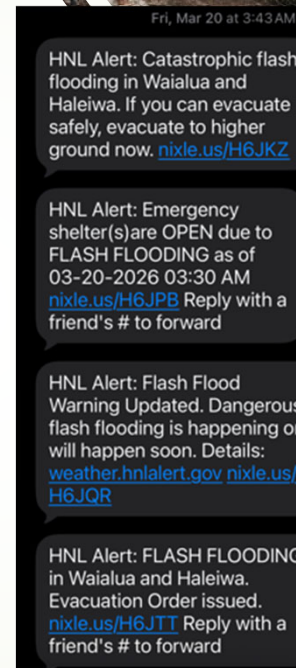 Fri, Mar 20 at 3:43 AM
HNL Alert: Catastrophic flash
flooding in Waialua and
Haleiwa. If you can evacuate
safely, evacuate to higher
ground now. nixle.us/H6JKZ
HNL Alert: Emergency
shelter(s)are OPEN due to
FLASH FLOODING as of
03-20-2026 03:30 AM
nixle.us/H6JPB Reply with a
friend's # to forward
HNL Alert: Flash Flood
Warning Updated. Dangerous
flash flooding is happening or
will happen soon. Details:
weather.hnlalert.gov nixle.us/
H6JQR
HNL Alert: FLASH FLOODING
in Waialua and Haleiwa.
Evacuation Order issued.
nixle.us/H6JTT Reply with a
friend's # to forward